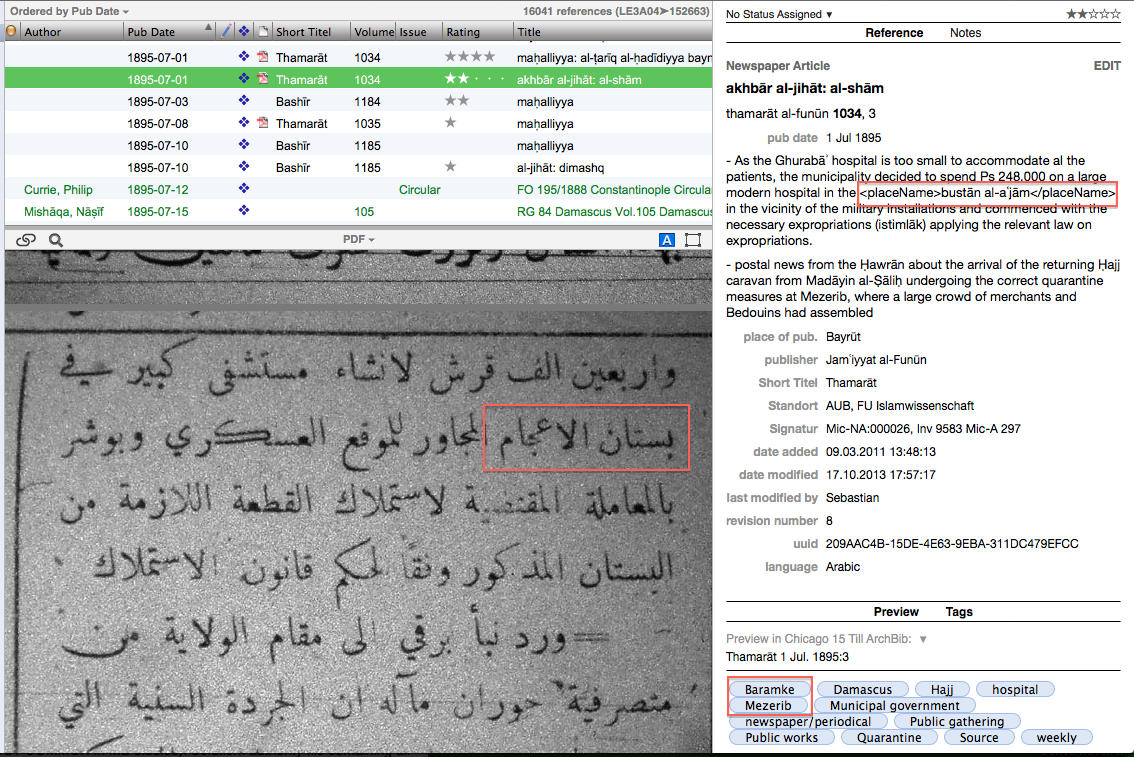 Ordered by Pub Date
16041 references (LE3A04➤152663)
Author Pub Date Short Titel Volume Issue Rating Title
1895-07-01 Thamarāt 1034 ★★★★ maḥalliyya: al-ṭarīq al-ḥadīdiyya bayr
1895-07-01 Thamarāt 1034 ★★ · · · akhbār al-jihāt: al-shām
1895-07-03 Bashīr 1184 ★★ maḥalliyya
1895-07-08 Thamarāt 1035 ★ maḥalliyya
1895-07-10 Bashīr 1185 maḥalliyya
1895-07-10 Bashīr 1185 ★ al-jihāt: dimashq
Currie, Philip 1895-07-12 Circular FO 195/1888 Constantinople Circula
Mishāqa, Nāṣīf 1895-07-15 105 RG 84 Damascus Vol.105 Damascus
PDF
A
واربعين الف قرش لانشاء مستشفى كبير في
بستان الاعجام المجاور للموقع العسكري وبوشر
بالمعاملة المقتضية لاستملاك القطعة اللازمة من
البستان المذكور وفقاً لحكم قانون الاستملاك
== ورد نبأ برقي الى مقام الولاية من
متصرفية حوران مآله ان الجردة السنية التي
No Status Assigned ▼ ★★☆☆☆
Reference Notes
Newspaper Article EDIT
akhbār al-jihāt: al-shām
thamarāt al-funūn 1034, 3
pub date 1 Jul 1895
- As the Ghurabāʾ hospital is too small to accommodate al the
patients, the municipality decided to spend Ps 248.000 on a large
modern hospital in the <placeName>bustān al-aʿjām</placeName>
in the vicinity of the military installations and commenced with the
necessary expropriations (istimlāk) applying the relevant law on
expropriations.
- postal news from the Ḥawrān about the arrival of the returning Ḥajj
caravan from Madāyin al-Ṣāliḥ undergoing the correct quarantine
measures at Mezerib, where a large crowd of merchants and
Bedouins had assembled
place of pub. Bayrūt
publisher Jamʿiyyat al-Funūn
Short Titel Thamarāt
Standort AUB, FU Islamwissenschaft
Signatur Mic-NA:000026, Inv 9583 Mic-A 297
date added 09.03.2011 13:48:13
date modified 17.10.2013 17:57:17
last modified by Sebastian
revision number 8
uuid 209AAC4B-15DE-4E63-9EBA-311DC479EFCC
language Arabic
Preview Tags
Preview in Chicago 15 Till ArchBib: ▼
Thamarāt 1 Jul. 1895:3
Baramke Damascus Hajj hospital
Mezerib Municipal government
newspaper/periodical Public gathering
Public works Quarantine Source weekly